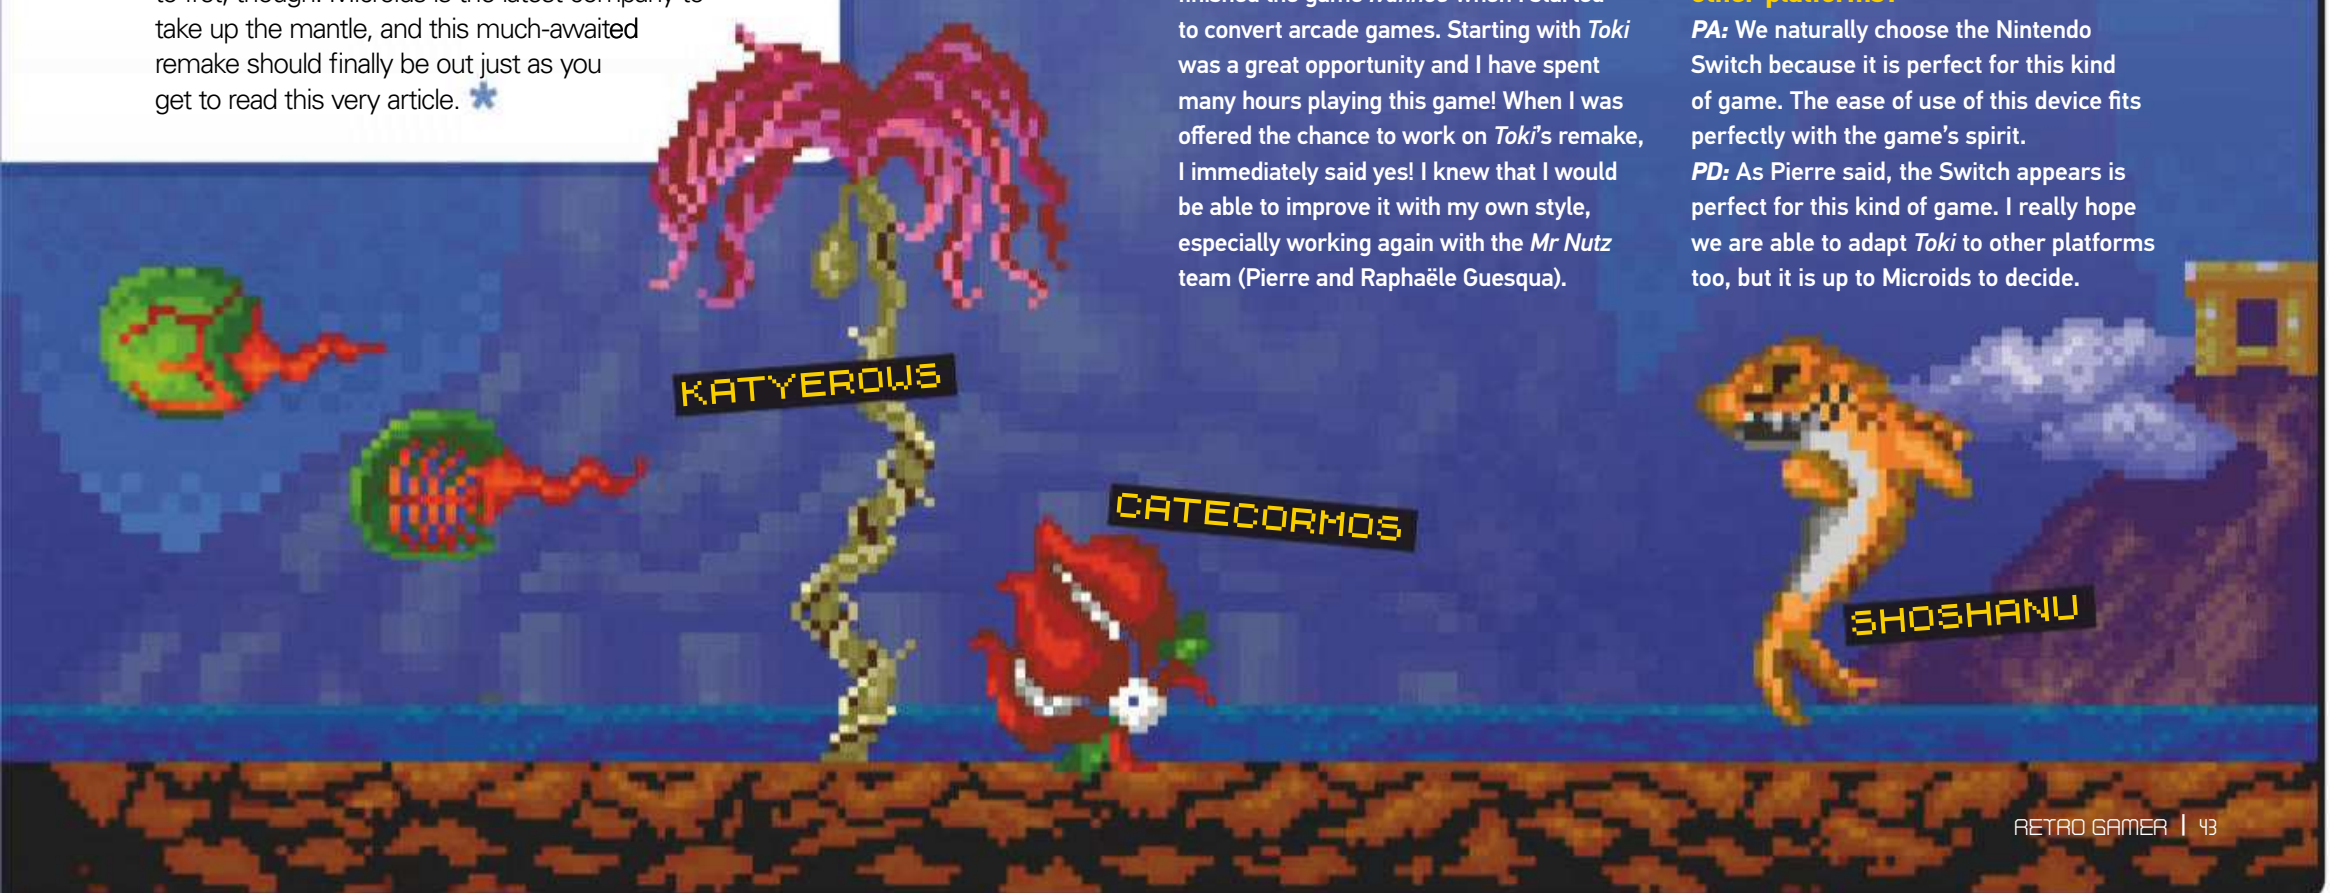 take up the mantle, and this much-awaited
remake should finally be out just as you
get to read this very article.
to convert arcade games. Starting with Toki
was a great opportunity and I have spent
many hours playing this game! When I was
offered the chance to work on Toki's remake,
I immediately said yes! I knew that I would
be able to improve it with my own style,
especially working again with the Mr Nutz
team (Pierre and Raphaële Guesqua).
other platforms?
PA: We naturally choose the Nintendo
Switch because it is perfect for this kind
of game. The ease of use of this device fits
perfectly with the game's spirit.
PD: As Pierre said, the Switch appears is
perfect for this kind of game. I really hope
we are able to adapt Toki to other platforms
too, but it is up to Microids to decide.
KATYEROUS
CATECORMOS
SHOSHANU
RETRO GAMER | 43